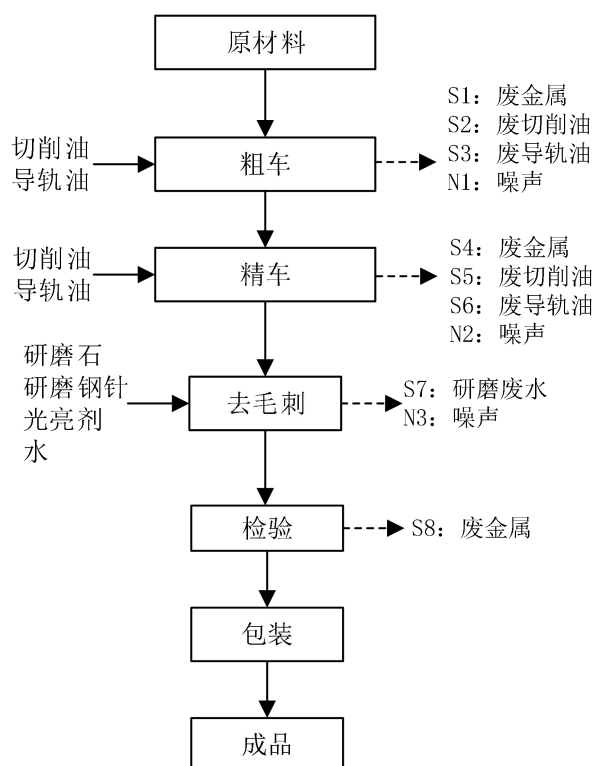 原材料
切削油
导轨油
粗车
S1：废金属
S2：废切削油
S3：废导轨油
N1：噪声
切削油
导轨油
精车
S4：废金属
S5：废切削油
S6：废导轨油
N2：噪声
研磨石
研磨钢针
光亮剂
水
去毛刺
S7：研磨废水
N3：噪声
检验
S8：废金属
包装
成品